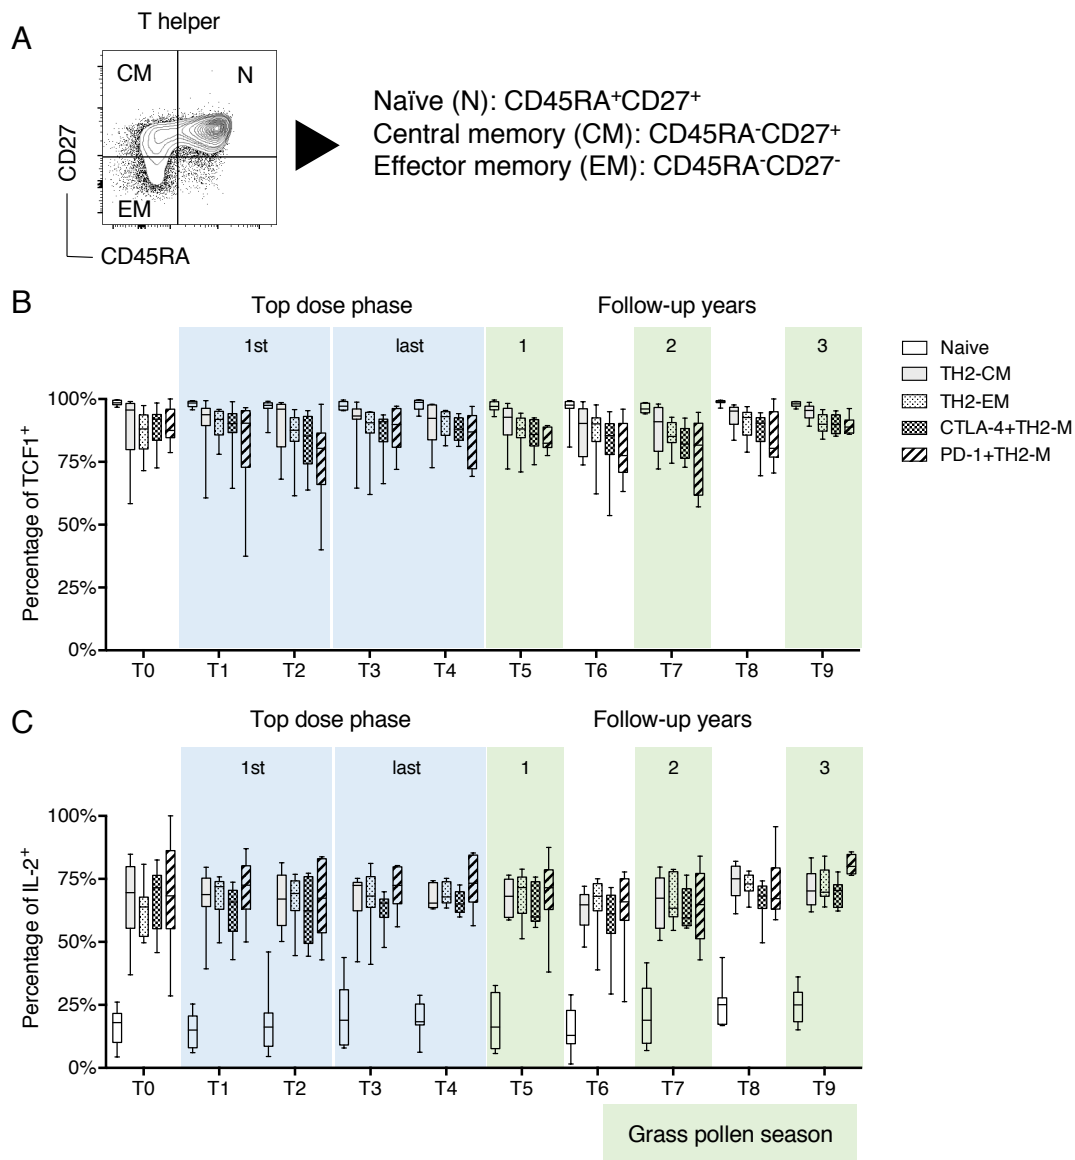 A
T helper
CM
N
CD27
EM
CD45RA
Naïve (N): CD45RA⁺CD27⁺
Central memory (CM): CD45RA⁻CD27⁺
Effector memory (EM): CD45RA⁻CD27⁻
B
Top dose phase
Follow-up years
1st
last
1
2
3
Naive
TH2-CM
TH2-EM
CTLA-4+TH2-M
PD-1+TH2-M
Percentage of TCF1⁺
100%
75%
50%
25%
0%
T0 T1 T2 T3 T4 T5 T6 T7 T8 T9
C
Top dose phase
Follow-up years
1st
last
1
2
3
Percentage of IL-2⁺
100%
75%
50%
25%
0%
T0 T1 T2 T3 T4 T5 T6 T7 T8 T9
Grass pollen season